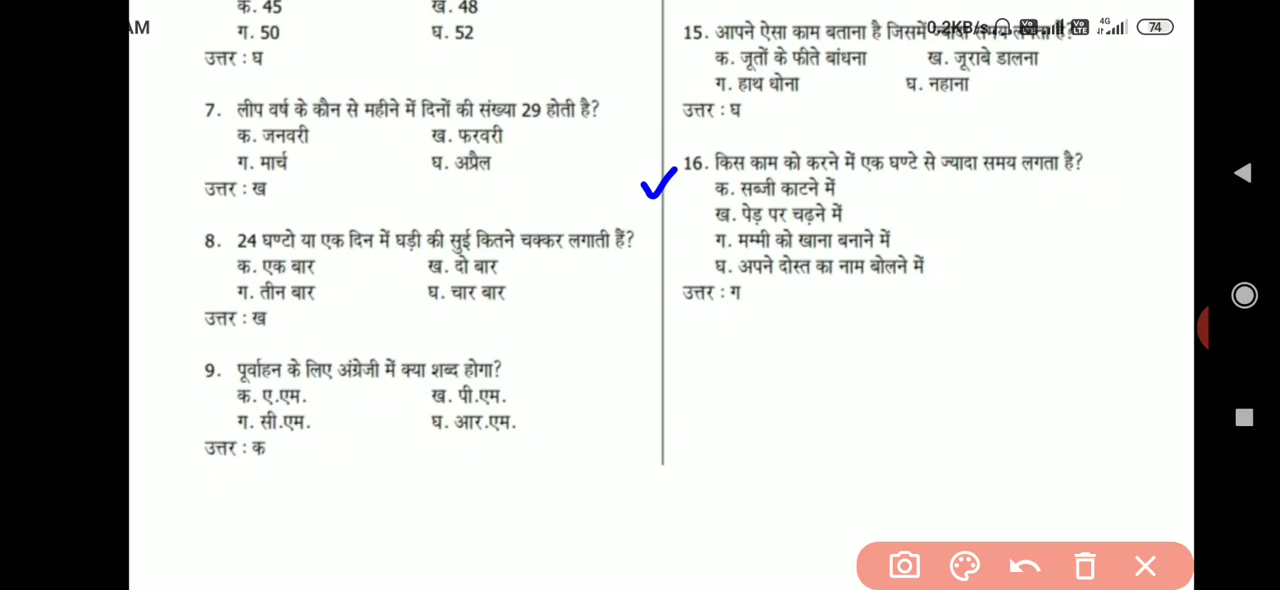 AM
0.2KB/s
4G
74
क. 45 ख. 48
ग. 50 घ. 52
उत्तर : घ
7. लीप वर्ष के कौन से महीने में दिनों की संख्या 29 होती है?
क. जनवरी ख. फरवरी
ग. मार्च घ. अप्रैल
उत्तर : ख
8. 24 घण्टो या एक दिन में घड़ी की सुई कितने चक्कर लगाती हैं?
क. एक बार ख. दो बार
ग. तीन बार घ. चार बार
उत्तर : ख
9. पूर्वाहन के लिए अंग्रेजी में क्या शब्द होगा?
क. ए.एम. ख. पी.एम.
ग. सी.एम. घ. आर.एम.
उत्तर : क
15. आपने ऐसा काम बताना है जिसमें ज्यादा समय लगता है?
क. जूतों के फीते बांधना ख. जूराबे डालना
ग. हाथ धोना घ. नहाना
उत्तर : घ
16. किस काम को करने में एक घण्टे से ज्यादा समय लगता है?
क. सब्जी काटने में
ख. पेड़ पर चढ़ने में
ग. मम्मी को खाना बनाने में
घ. अपने दोस्त का नाम बोलने में
उत्तर : ग